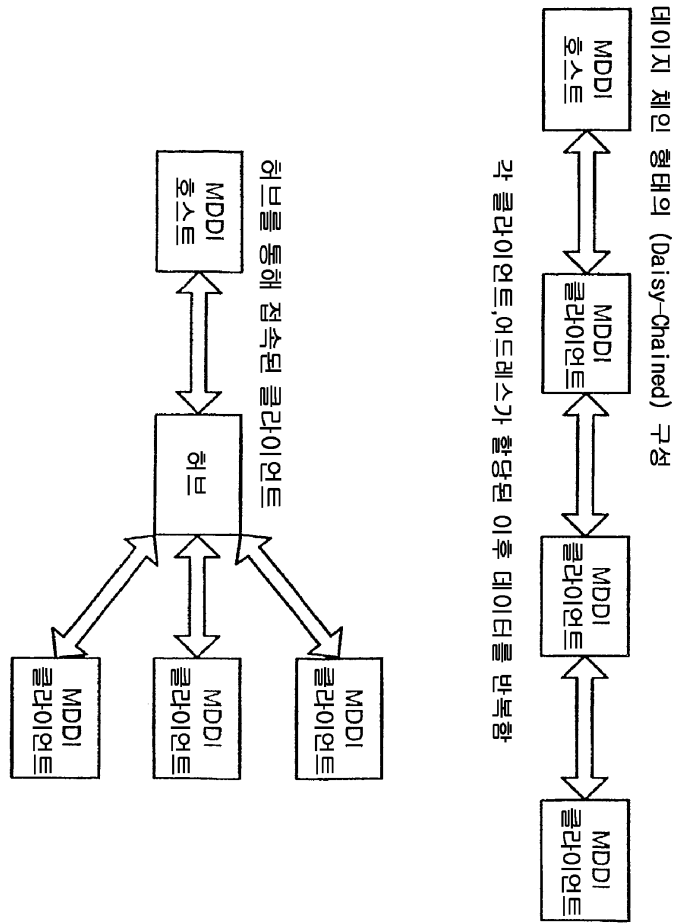 데이지 체인 형태의 (Daisy-Chained) 구성
MDDI
호스트
MDDI
클라이언트
MDDI
클라이언트
MDDI
클라이언트
각 클라이언트,어드레스가 할당된 이후 데이터를 반복함
허브를 통해 접속된 클라이언트
MDDI
호스트
허브
MDDI
클라이언트
MDDI
클라이언트
MDDI
클라이언트